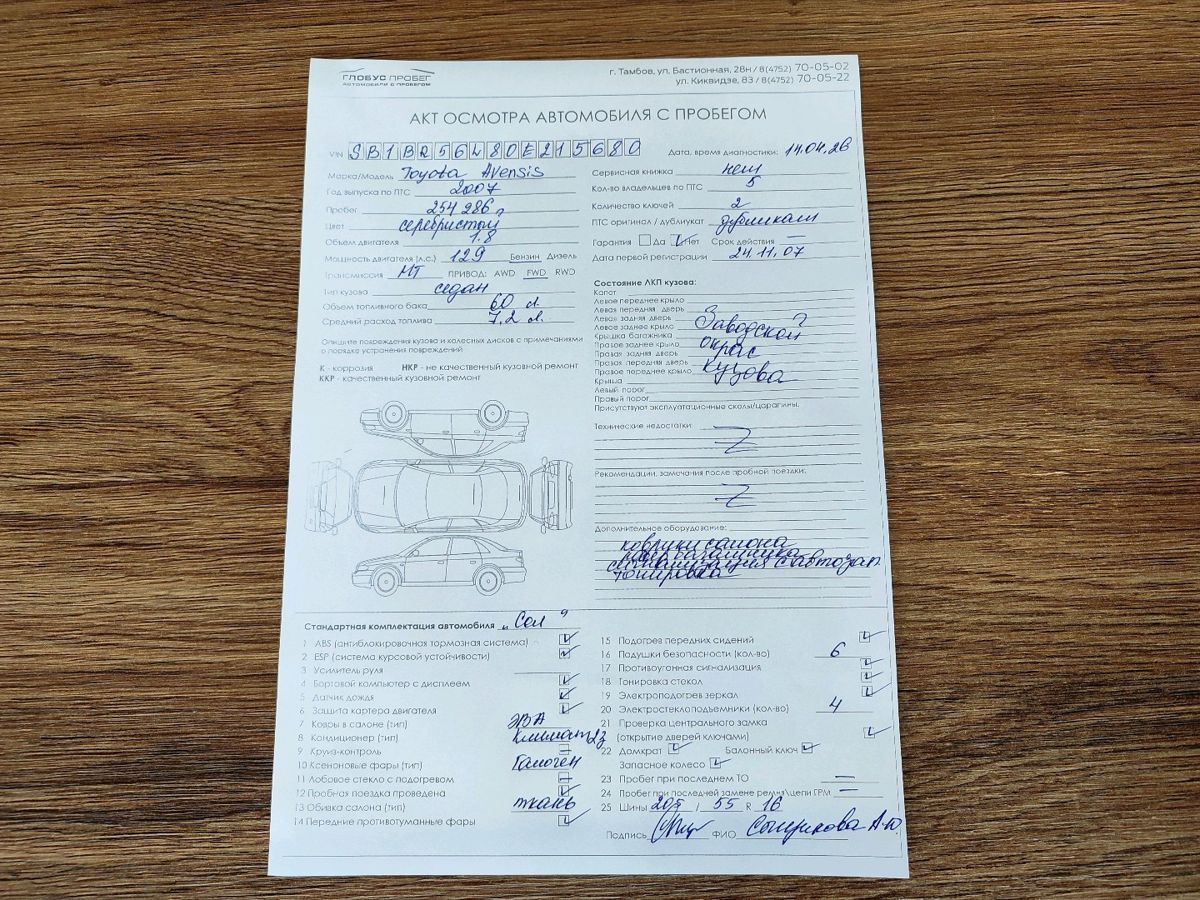 ГЛОБУС ПРОБЕГ
АВТОМОБИЛИ С ПРОБЕГОМ
г. Тамбов, ул. Бастионная, 28н / 8(4752) 70-05-02
ул. Киквидзе, 83 / 8(4752) 70-05-22
АКТ ОСМОТРА АВТОМОБИЛЯ С ПРОБЕГОМ
VIN SB1BR56L80E215680
Дата, время диагностики: 14.04.26
Марка/Модель Toyota Avensis
Год выпуска по ПТС 2007
Пробег 254 286
Цвет серебристый
Объем двигателя 1.8
Мощность двигателя (л.с.) 129 Бензин Дизель
Трансмиссия МТ ПРИВОД: AWD FWD RWD
Тип кузова седан
Объем топливного бака 60 л.
Средний расход топлива 7,2 л.
Опишите повреждения кузова и колесных дисков с примечаниями
о порядке устранения повреждений
К - коррозия НКР - не качественный кузовной ремонт
ККР - качественный кузовной ремонт
Сервисная книжка нет
Кол-во владельцев по ПТС 5
Количество ключей 2
ПТС оригинал / дубликат дубликат
Гарантия Да Нет Срок действия —
Дата первой регистрации 24.11.07
Состояние ЛКП кузова:
Капот
Левое переднее крыло
Левая передняя дверь
Левая задняя дверь
Левое заднее крыло
Крышка багажника
Правое заднее крыло
Правая задняя дверь
Правая передняя дверь
Правое переднее крыло
Крыша
Левый порог
Правый порог
Заводской
окрас
кузова
Присутствуют эксплуатационные сколы/царапины.
Технические недостатки:
Рекомендации, замечания после пробной поездки:
Дополнительное оборудование:
коврики салона
сигнализация с автозап
тонировка
Стандартная комплектация автомобиля „Сол"
1 ABS (антиблокировочная тормозная система)
2 ESP (система курсовой устойчивости)
3 Усилитель руля
4 Бортовой компьютер с дисплеем
5 Датчик дождя
6 Защита картера двигателя
7 Ковры в салоне (тип) ЭВА
8 Кондиционер (тип) Климат 2з
9 Круиз-контроль —
10 Ксеноновые фары (тип) Галоген
11 Лобовое стекло с подогревом —
12 Пробная поездка проведена
13 Обивка салона (тип) ткань
14 Передние противотуманные фары
15 Подогрев передних сидений
16 Падушки безопасности (кол-во) 6
17 Противоугонная сигнализация
18 Тонировка стекол
19 Электроподогрев зеркал
20 Электростеклоподъемники (кол-во) 4
21 Проверка центрального замка
(открытие дверей ключами)
22 Домкрат Балонный ключ
Запасное колесо
23 Пробег при последнем ТО —
24 Пробег при последней замене ремня/цепи ГРМ —
25 Шины 205 / 55 R 16
Подпись ФИО